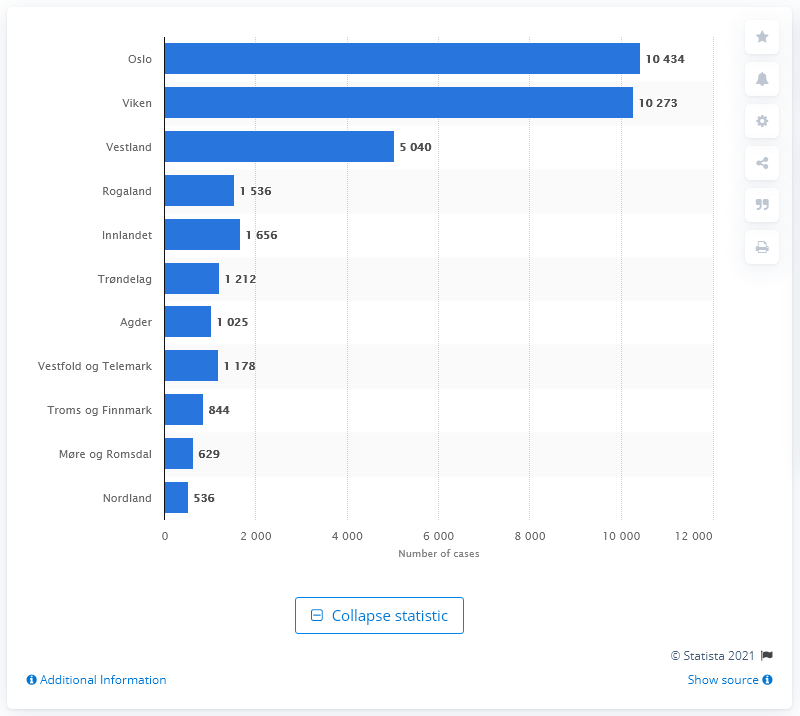 Oslo 10 434
Viken 10 273
Vestland 5 040
Rogaland 1 536
Innlandet 1 656
Trøndelag 1 212
Agder 1 025
Vestfold og Telemark 1 178
Troms og Finnmark 844
Møre og Romsdal 629
Nordland 536
0 2 000 4 000 6 000 8 000 10 000 12 000
Number of cases
Collapse statistic
© Statista 2021
Additional Information Show source